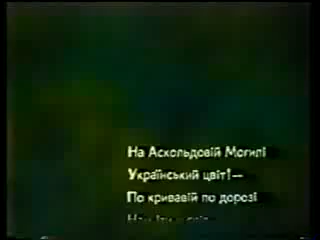 На Аскольдовій Могилі
Український цвіт!—
По кривавій по дорозі